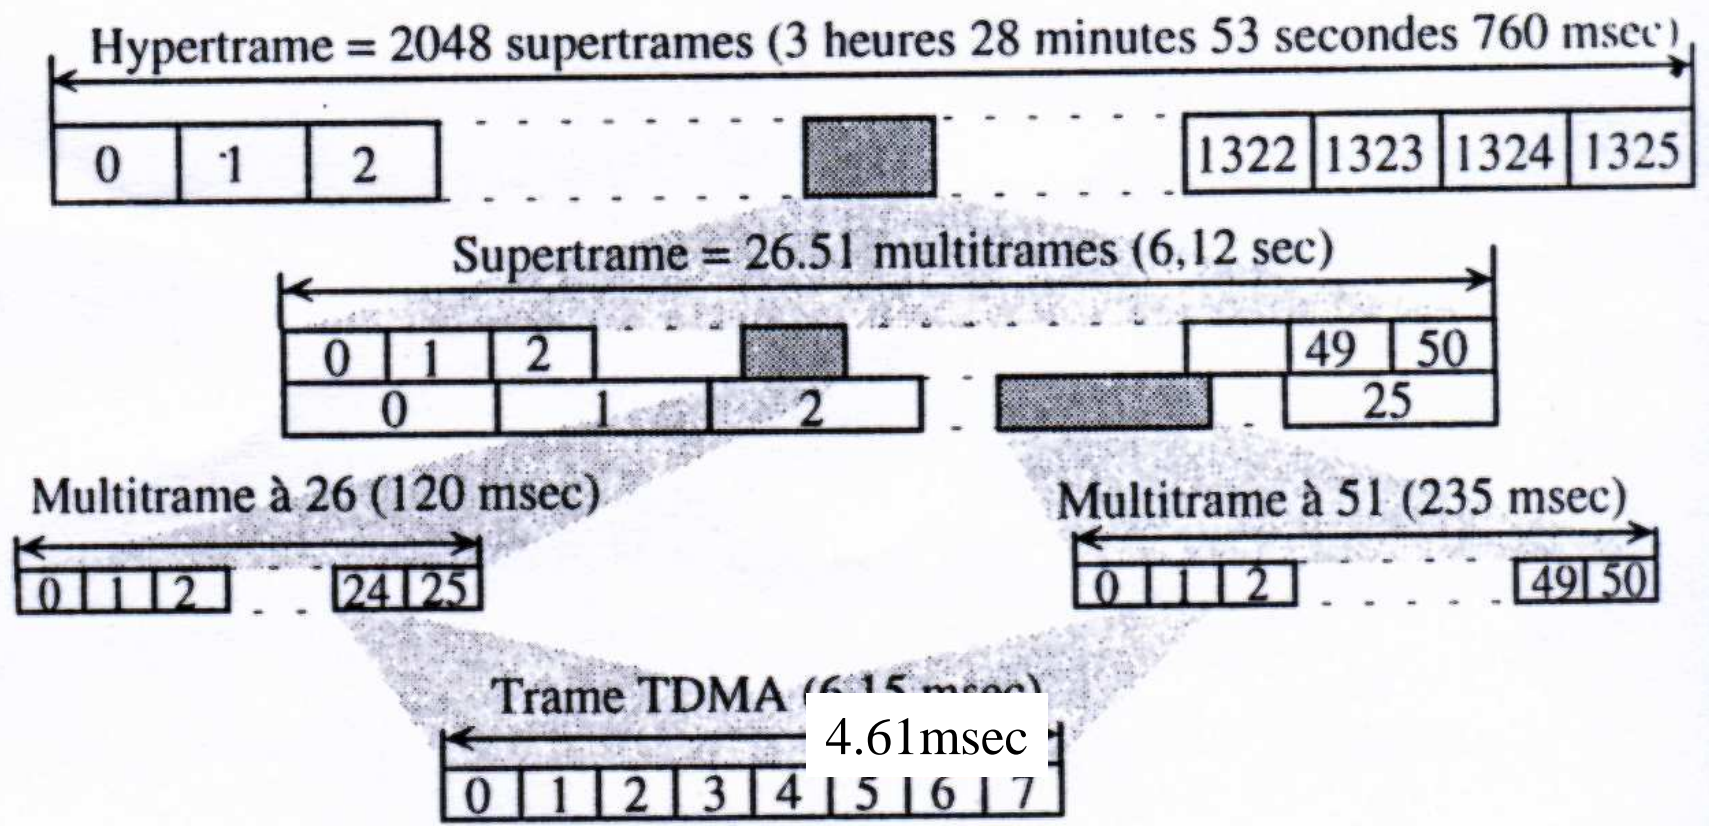 Hypertrame = 2048 supertrames (3 heures 28 minutes 53 secondes 760 msec)
0 1 2 1322 1323 1324 1325
Supertrame = 26.51 multitrames (6,12 sec)
0 1 2 49 50
0 1 2 25
Multitrame à 26 (120 msec) Multitrame à 51 (235 msec)
0 1 2 24 25 0 1 2 49 50
Trame TDMA (6,15 msec)
4.61msec
0 1 2 3 4 5 6 7